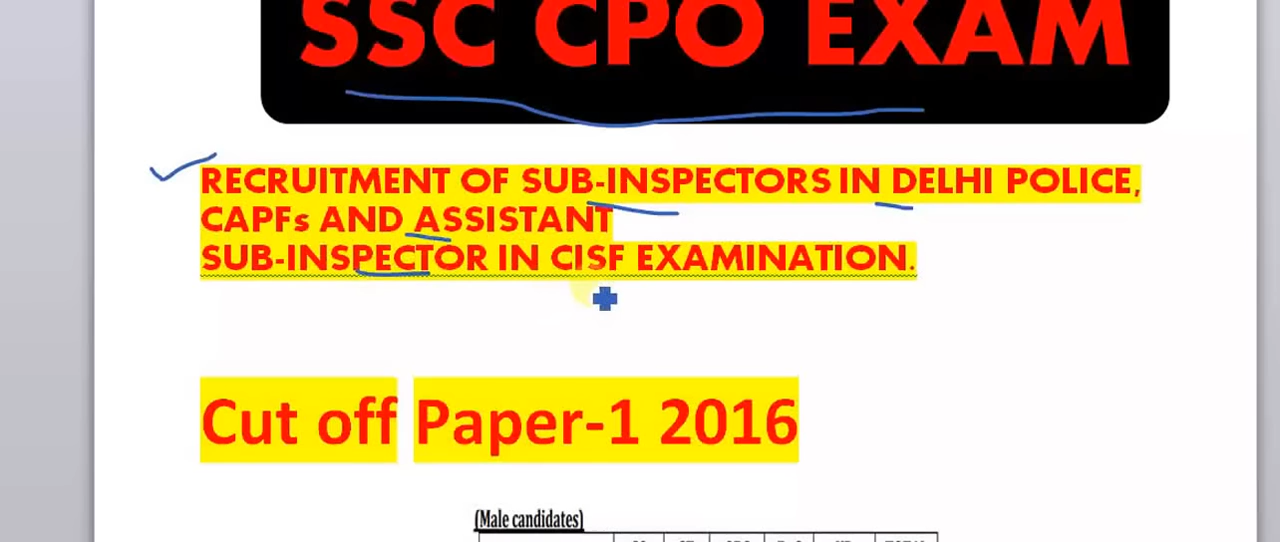 SSC CPO EXAM
RECRUITMENT OF SUB-INSPECTORS IN DELHI POLICE,
CAPFs AND ASSISTANT
SUB-INSPECTOR IN CISF EXAMINATION.
Cut off Paper-1 2016
(Male candidates)